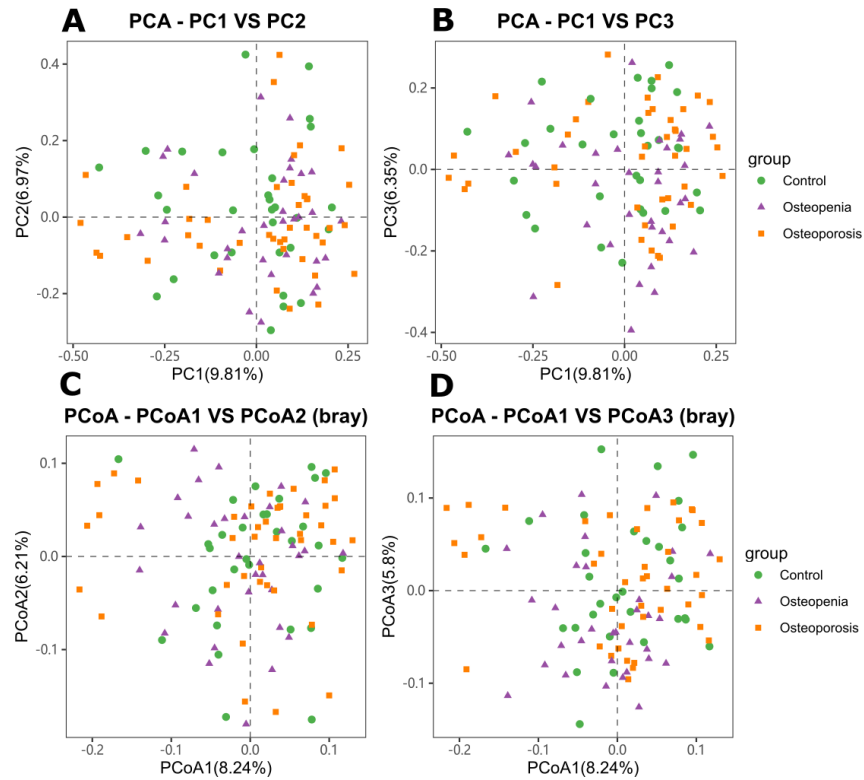 A
PCA - PC1 VS PC2
0.4
0.2
0.0
-0.2
PC2(6.97%)
-0.50
-0.25
0.00
0.25
PC1(9.81%)
B
PCA - PC1 VS PC3
0.2
0.0
-0.2
-0.4
PC3(6.35%)
-0.50
-0.25
0.00
0.25
PC1(9.81%)
group
Control
Osteopenia
Osteoporosis
C
PCoA - PCoA1 VS PCoA2 (bray)
0.1
0.0
-0.1
PCoA2(6.21%)
-0.2
-0.1
0.0
0.1
PCoA1(8.24%)
D
PCoA - PCoA1 VS PCoA3 (bray)
0.1
0.0
-0.1
PCoA3(5.8%)
-0.2
-0.1
0.0
0.1
PCoA1(8.24%)
group
Control
Osteopenia
Osteoporosis